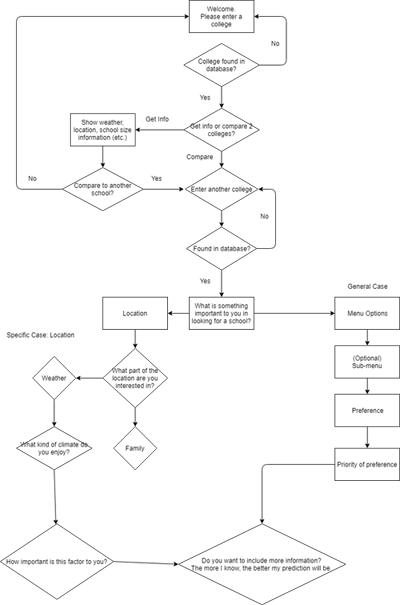 Welcome.
Please enter a
college
No
College found in
database?
Yes
Get Info
Show weather,
location, school size
information (etc.)
Get info or compare 2
colleges?
Compare
No
Compare to another
school?
Yes
Enter another college
No
Found in database?
Yes
General Case
Location
What is something
important to you in
looking for a school?
Menu Options
Specific Case: Location
What part of the
location are you
interested in?
(Optional)
Sub-menu
Weather
Preference
What kind of climate do
you enjoy?
Family
Priority of preference
How important is this factor to you?
Do you want to include more information?
The more I know, the better my prediction will be.